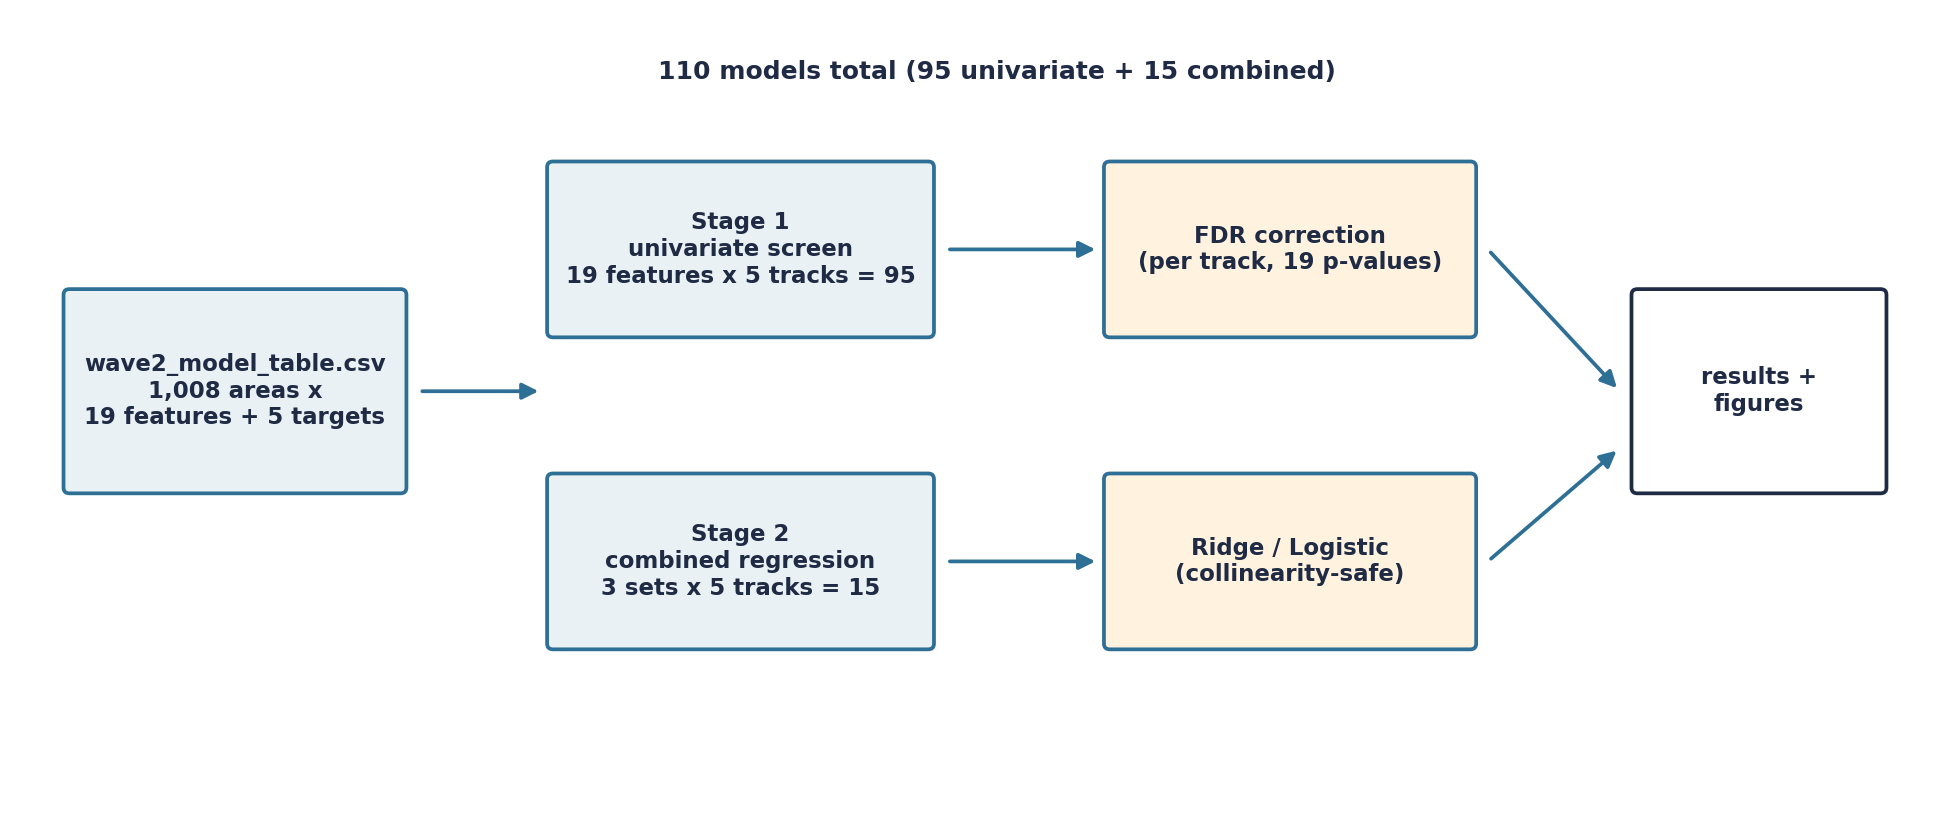 110 models total (95 univariate + 15 combined)
wave2_model_table.csv
1,008 areas x
19 features + 5 targets
Stage 1
univariate screen
19 features x 5 tracks = 95
FDR correction
(per track, 19 p-values)
Stage 2
combined regression
3 sets x 5 tracks = 15
Ridge / Logistic
(collinearity-safe)
results +
figures